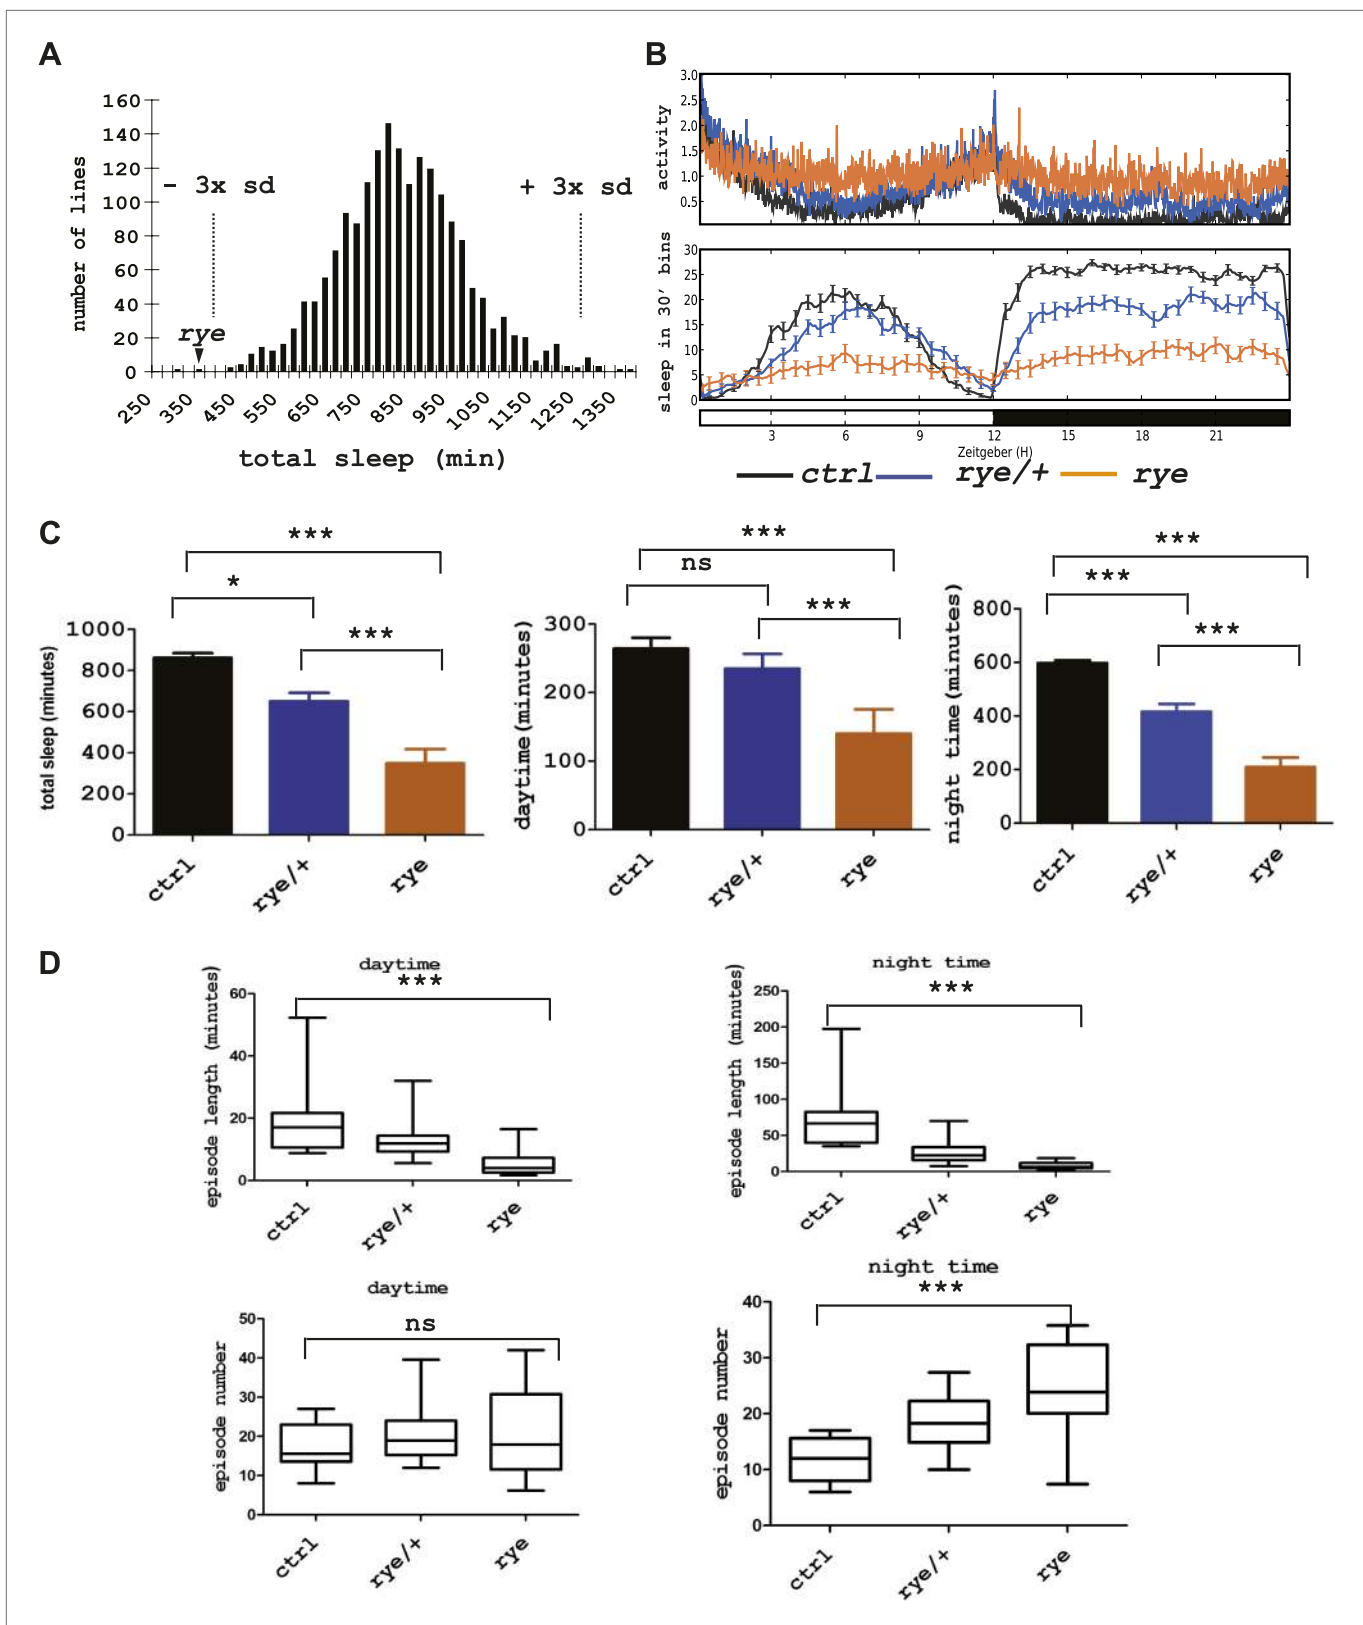 A
number of lines
160
140
120
100
80
60
40
20
0
- 3x sd
+ 3x sd
rye
250
350
450
550
650
750
850
950
1050
1150
1250
1350
total sleep (min)
B
activity
3.0
2.5
2.0
1.5
1.0
0.5
sleep in 30' bins
30
25
20
15
10
5
0
3
6
9
12
15
18
21
Zeitgeber (H)
ctrl
rye/+
rye
C
***
*
***
total sleep (minutes)
1000
800
600
400
200
0
ctrl
rye/+
rye
***
ns
***
daytime(minutes)
300
200
100
0
ctrl
rye/+
rye
***
***
***
night time(minutes)
800
600
400
200
0
ctrl
rye/+
rye
D
daytime
***
episode length (minutes)
60
40
20
0
ctrl
rye/+
rye
night time
***
episode length (minutes)
250
200
150
100
50
0
ctrl
rye/+
rye
daytime
ns
episode number
50
40
30
20
10
0
ctrl
rye/+
rye
night time
***
episode number
40
30
20
10
0
ctrl
rye/+
rye